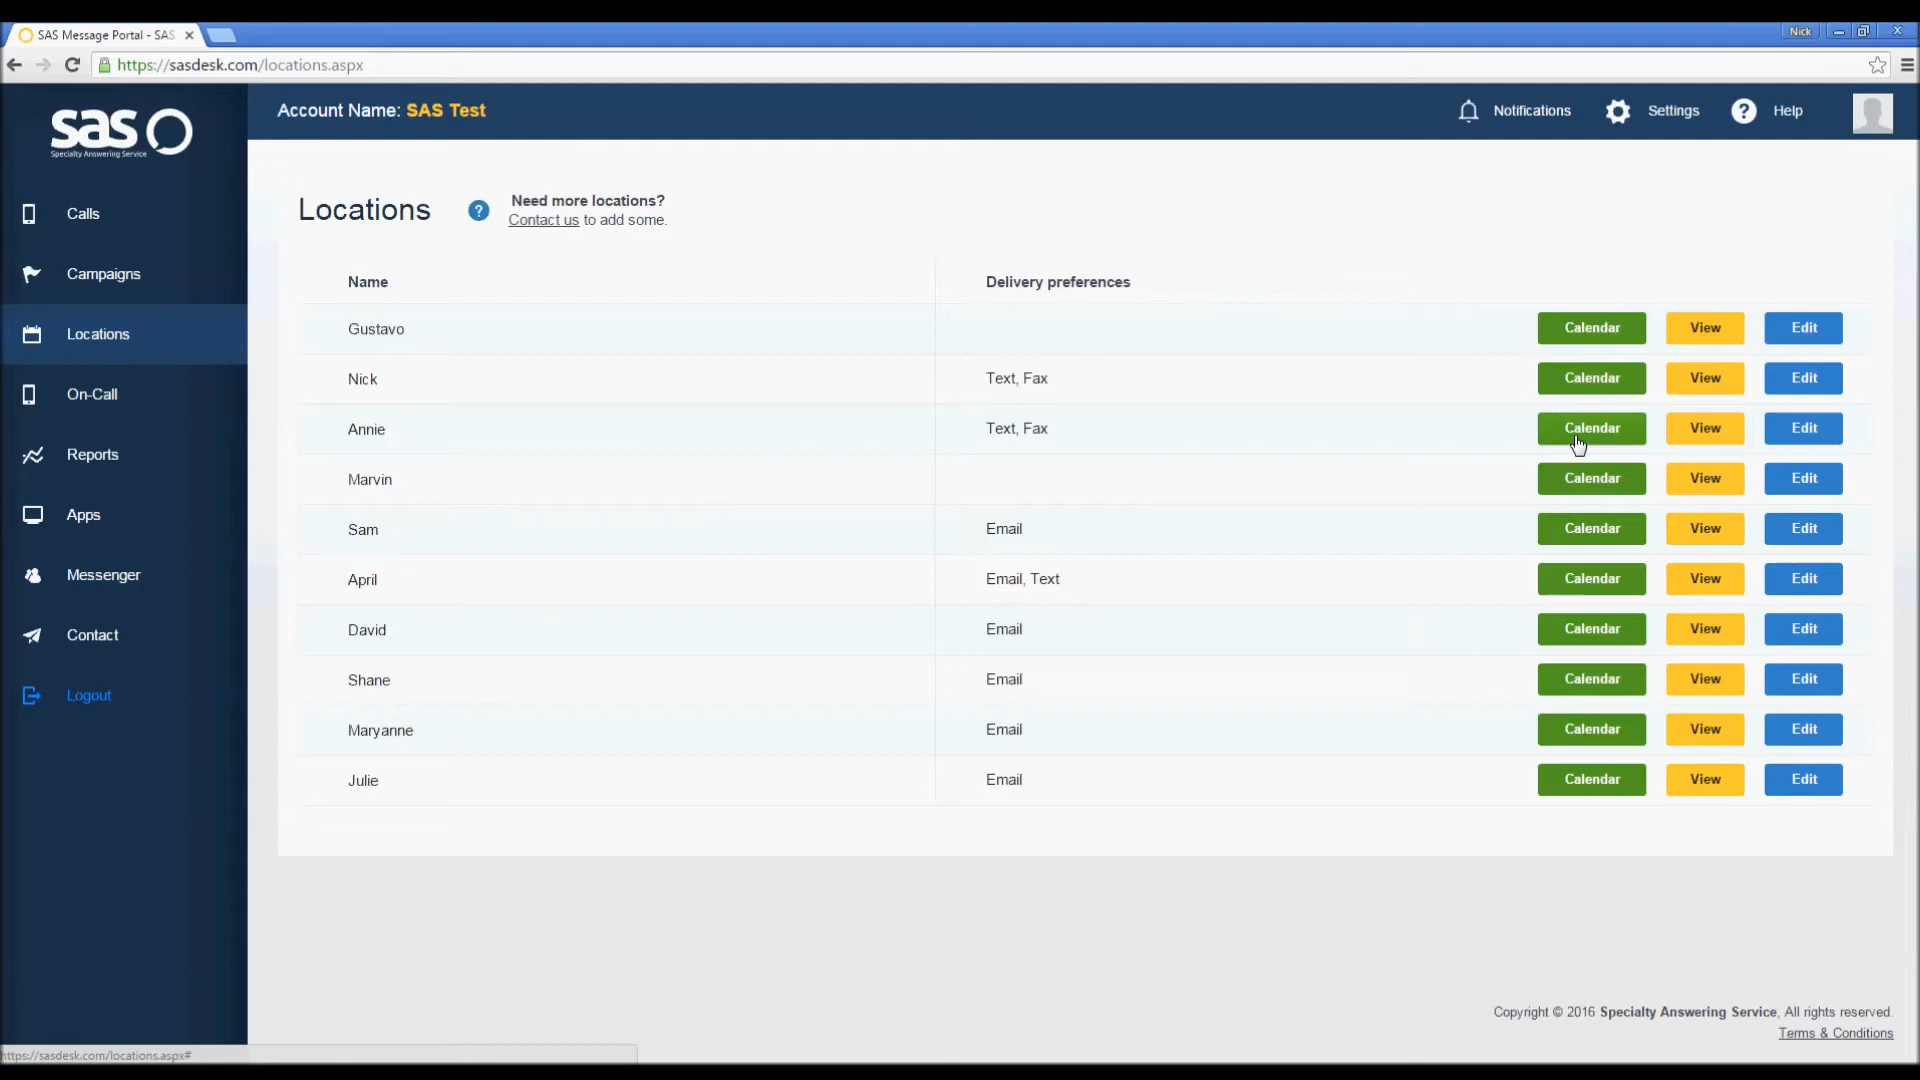 SAS Message Portal - SAS
Nick
https://sasdesk.com/locations.aspx
sas
Specialty Answering Service
Account Name: SAS Test
Notifications
Settings
? Help
Calls
Campaigns
Locations
On-Call
Reports
Apps
Messenger
Contact
Logout
Locations ?
Need more locations?
Contact us to add some.
Name Delivery preferences
Gustavo Calendar View Edit
Nick Text, Fax Calendar View Edit
Annie Text, Fax Calendar View Edit
Marvin Calendar View Edit
Sam Email Calendar View Edit
April Email, Text Calendar View Edit
David Email Calendar View Edit
Shane Email Calendar View Edit
Maryanne Email Calendar View Edit
Julie Email Calendar View Edit
Copyright © 2016 Specialty Answering Service, All rights reserved.
Terms & Conditions
https://sasdesk.com/locations.aspx#